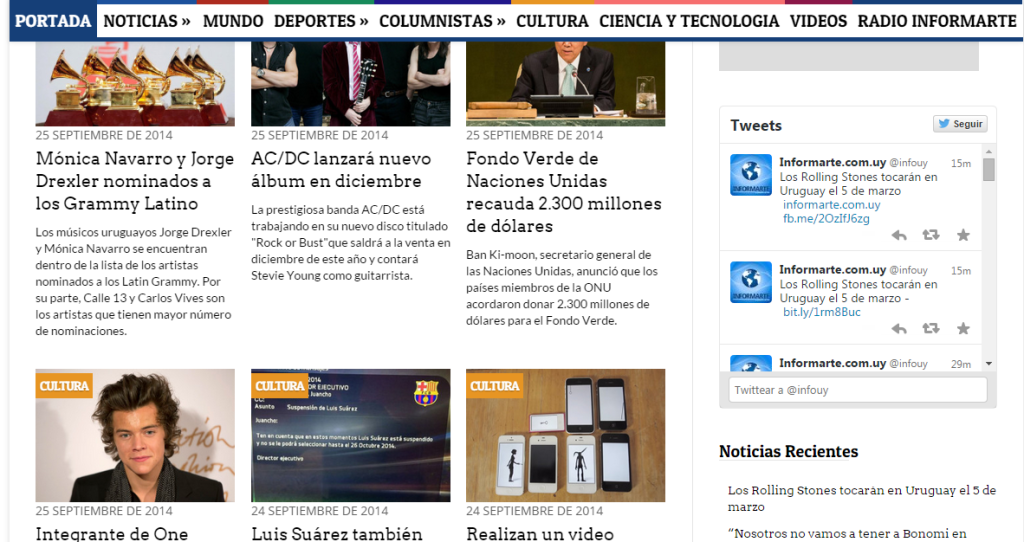 PORTADA NOTICIAS » MUNDO DEPORTES » COLUMNISTAS » CULTURA CIENCIA Y TECNOLOGIA VIDEOS RADIO INFORMARTE
25 SEPTIEMBRE DE 2014
Mónica Navarro y Jorge
Drexler nominados a
los Grammy Latino
Los músicos uruguayos Jorge Drexler
y Mónica Navarro se encuentran
dentro de la lista de los artistas
nominados a los Latin Grammy. Por
su parte, Calle 13 y Carlos Vives son
los artistas que tienen mayor número
de nominaciones.
25 SEPTIEMBRE DE 2014
AC/DC lanzará nuevo
álbum en diciembre
La prestigiosa banda AC/DC está
trabajando en su nuevo disco titulado
"Rock or Bust"que saldrá a la venta en
diciembre de este año y contará
Stevie Young como guitarrista.
25 SEPTIEMBRE DE 2014
Fondo Verde de
Naciones Unidas
recauda 2.300 millones
de dólares
Ban Ki-moon, secretario general de
las Naciones Unidas, anunció que los
países miembros de la ONU
acordaron donar 2.300 millones de
dólares para el Fondo Verde.
CULTURA
25 SEPTIEMBRE DE 2014
Integrante de One
CULTURA
2014
OR EJECUTIVO
Juancho
CC:
Asunto Suspensión de Luis Suárez
Juancho:
Ten en cuenta que en estos momentos Luis Suárez está suspendido
y no se le podrá seleccionar hasta el 26 Octubre 2014.
Director ejecutivo
24 SEPTIEMBRE DE 2014
Luis Suárez también
CULTURA
24 SEPTIEMBRE DE 2014
Realizan un video
Tweets
Seguir
INFORMARTE
Informarte.com.uy @infouy 15m
Los Rolling Stones tocarán en
Uruguay el 5 de marzo
informarte.com.uy
fb.me/2OzIfJ6zg
INFORMARTE
Informarte.com.uy @infouy 15m
Los Rolling Stones tocarán en
Uruguay el 5 de marzo -
bit.ly/1rm8Buc
Informarte.com.uy @infouy 29m
Twittear a @infouy
Noticias Recientes
Los Rolling Stones tocarán en Uruguay el 5 de
marzo
“Nosotros no vamos a tener a Bonomi en